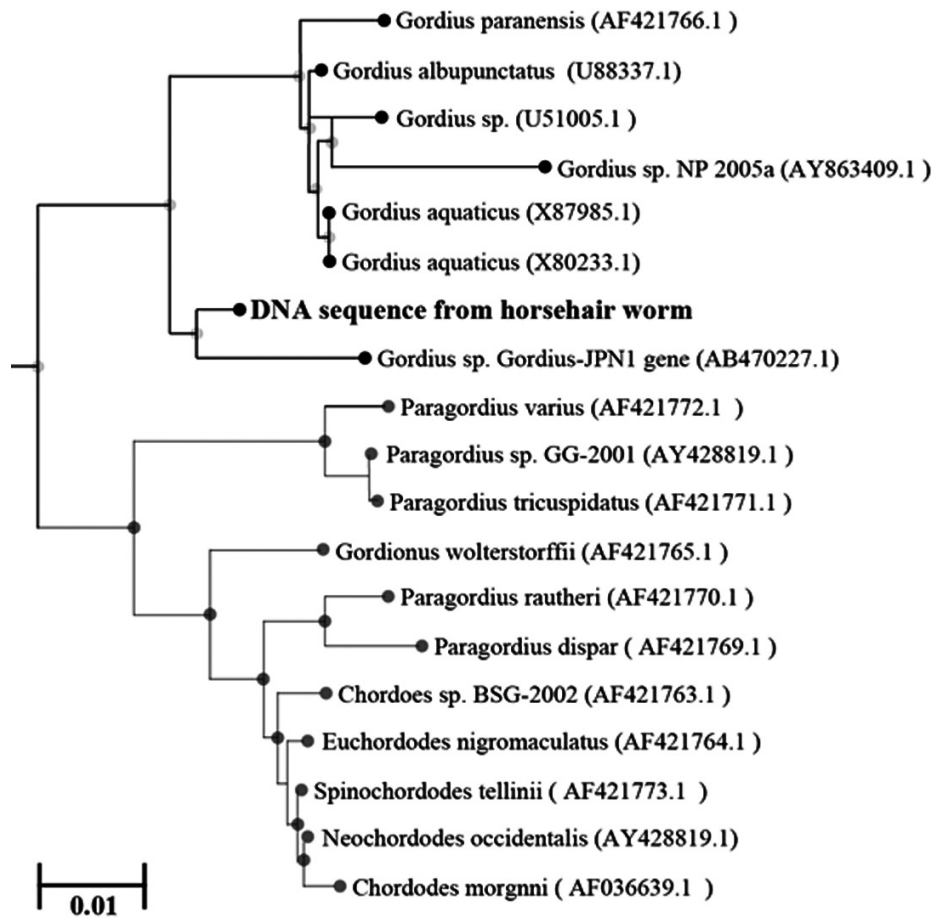 Gordius paranensis (AF421766.1 )
Gordius albupunctatus (U88337.1)
Gordius sp. (U51005.1 )
Gordius sp. NP 2005a (AY863409.1 )
Gordius aquaticus (X87985.1)
Gordius aquaticus (X80233.1)
DNA sequence from horsehair worm
Gordius sp. Gordius-JPN1 gene (AB470227.1)
Paragordius varius (AF421772.1 )
Paragordius sp. GG-2001 (AY428819.1 )
Paragordius tricuspidatus (AF421771.1 )
Gordionus wolterstorffii (AF421765.1 )
Paragordius rautheri (AF421770.1 )
Paragordius dispar ( AF421769.1 )
Chordoes sp. BSG-2002 (AF421763.1 )
Euchordodes nigromaculatus (AF421764.1 )
Spinochordodes tellinii ( AF421773.1 )
Neochordodes occidentalis (AY428819.1)
Chordodes morgnni ( AF036639.1 )
0.01